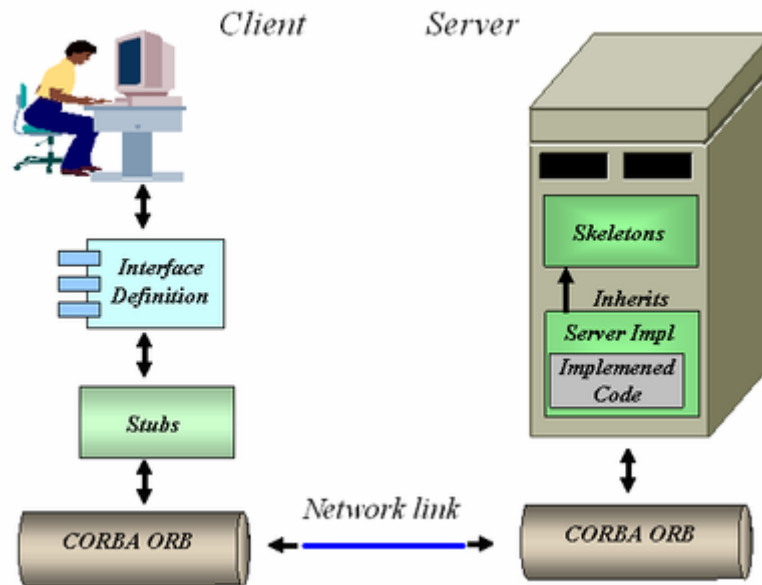 Client
Server
Interface
Definition
Stubs
CORBA ORB
Network link
Skeletons
Inherits
Server Impl
Implemened
Code
CORBA ORB